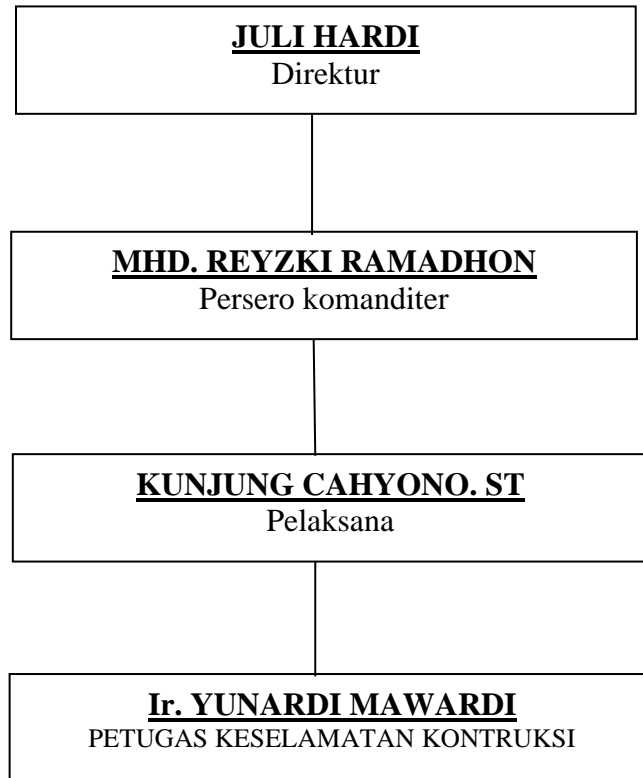 JULI HARDI
Direktur
MHD. REYZKI RAMADHON
Persero komanditer
KUNJUNG CAHYONO. ST
Pelaksana
Ir. YUNARDI MAWARDI
PETUGAS KESELAMATAN KONTRUKSI